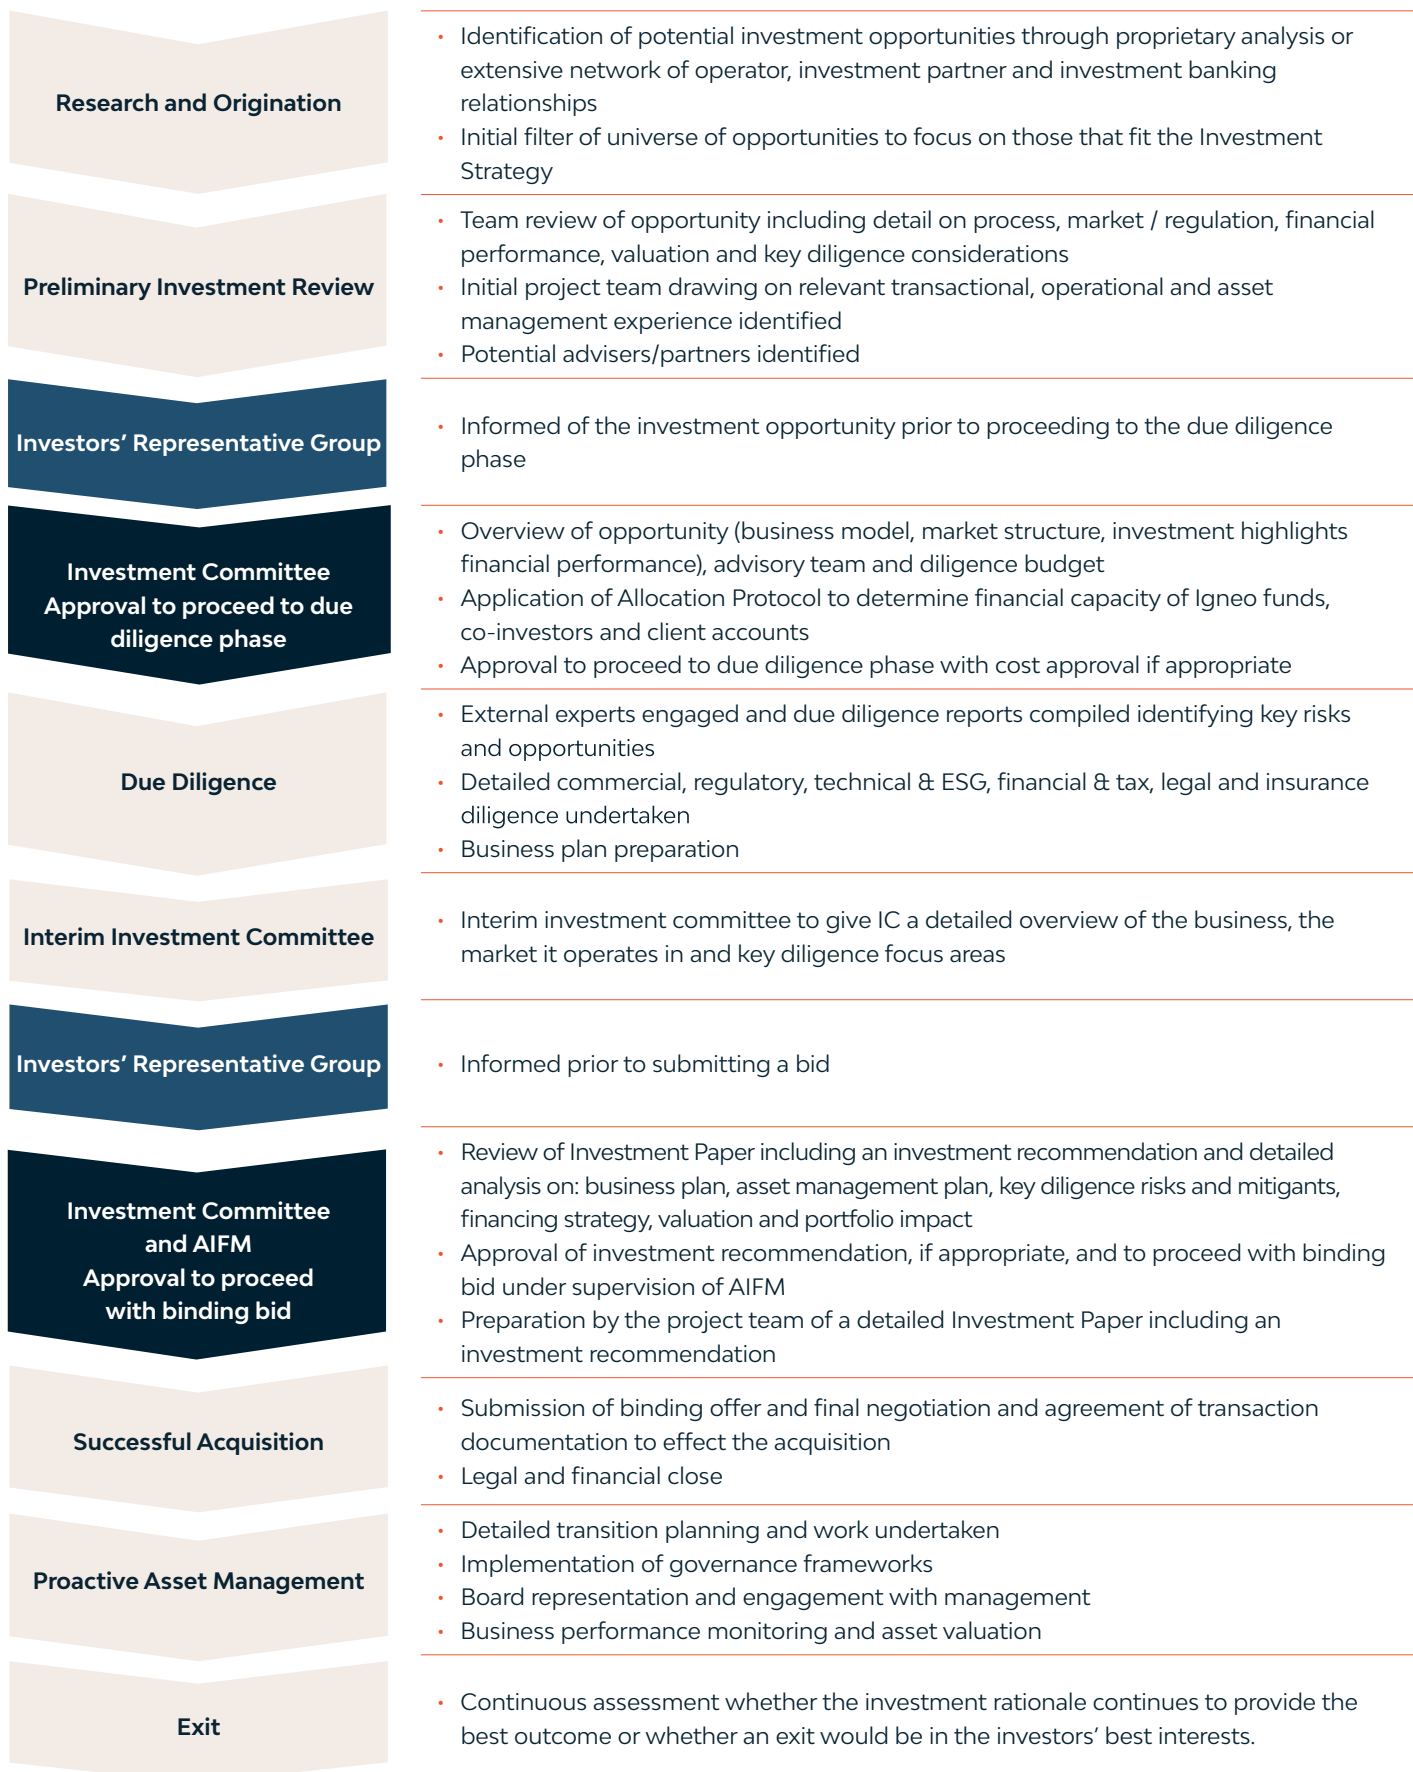 Research and Origination
• Identification of potential investment opportunities through proprietary analysis or
extensive network of operator, investment partner and investment banking
relationships
• Initial filter of universe of opportunities to focus on those that fit the Investment
Strategy
Preliminary Investment Review
• Team review of opportunity including detail on process, market / regulation, financial
performance, valuation and key diligence considerations
• Initial project team drawing on relevant transactional, operational and asset
management experience identified
• Potential advisers/partners identified
Investors’ Representative Group
• Informed of the investment opportunity prior to proceeding to the due diligence
phase
Investment Committee
Approval to proceed to due
diligence phase
• Overview of opportunity (business model, market structure, investment highlights
financial performance), advisory team and diligence budget
• Application of Allocation Protocol to determine financial capacity of Igneo funds,
co-investors and client accounts
• Approval to proceed to due diligence phase with cost approval if appropriate
Due Diligence
• External experts engaged and due diligence reports compiled identifying key risks
and opportunities
• Detailed commercial, regulatory, technical & ESG, financial & tax, legal and insurance
diligence undertaken
• Business plan preparation
Interim Investment Committee
• Interim investment committee to give IC a detailed overview of the business, the
market it operates in and key diligence focus areas
Investors’ Representative Group
• Informed prior to submitting a bid
Investment Committee
and AIFM
Approval to proceed
with binding bid
• Review of Investment Paper including an investment recommendation and detailed
analysis on: business plan, asset management plan, key diligence risks and mitigants,
financing strategy, valuation and portfolio impact
• Approval of investment recommendation, if appropriate, and to proceed with binding
bid under supervision of AIFM
• Preparation by the project team of a detailed Investment Paper including an
investment recommendation
Successful Acquisition
• Submission of binding offer and final negotiation and agreement of transaction
documentation to effect the acquisition
• Legal and financial close
Proactive Asset Management
• Detailed transition planning and work undertaken
• Implementation of governance frameworks
• Board representation and engagement with management
• Business performance monitoring and asset valuation
Exit
• Continuous assessment whether the investment rationale continues to provide the
best outcome or whether an exit would be in the investors’ best interests.